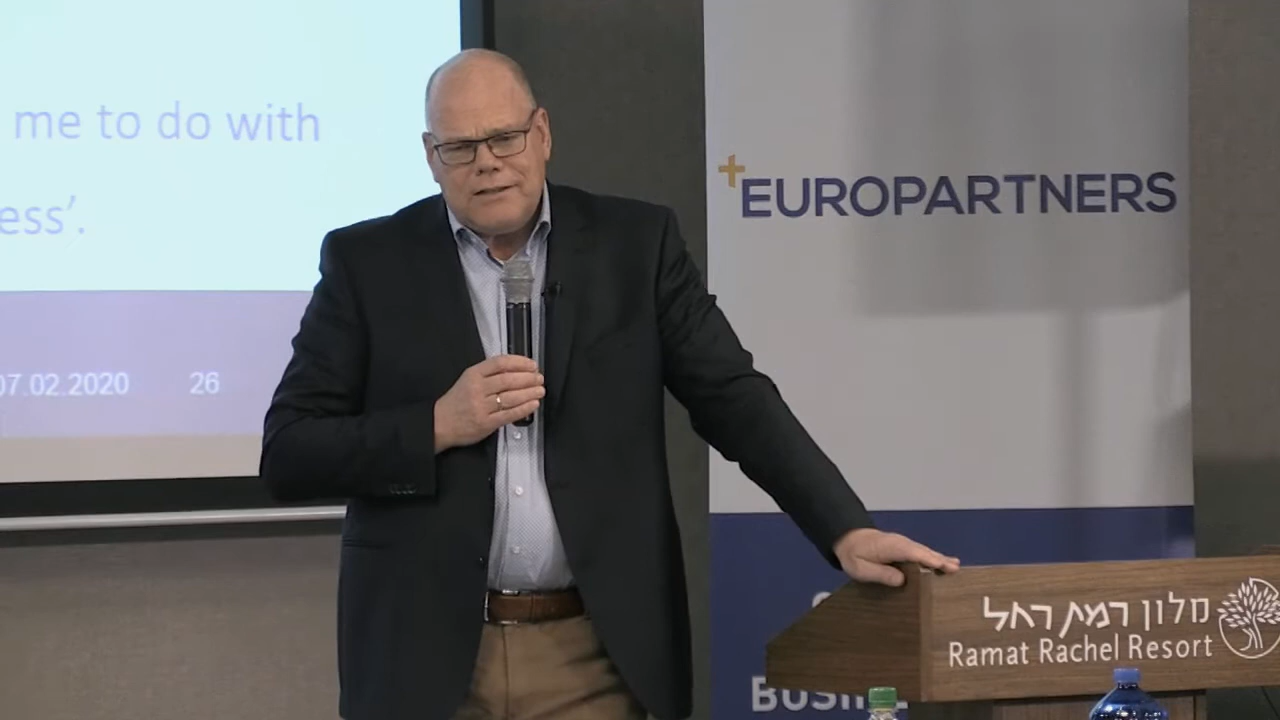 me to do with
ess’.
07.02.2020 26
EUROPARTNERS
מלון רמת רחל
Ramat Rachel Resort